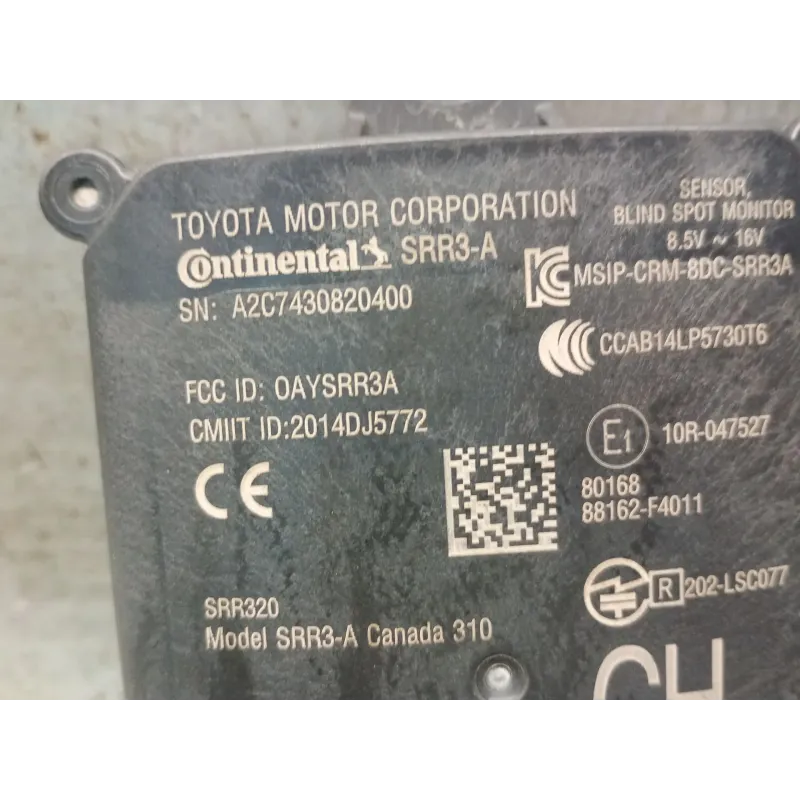 TOYOTA MOTOR CORPORATION
Continental SRR3-A
SN: A2C7430820400
FCC ID: OAYSRR3A
CMIIT ID:2014DJ5772
CE
SRR320
Model SRR3-A Canada 310
SENSOR,
BLIND SPOT MONITOR
8.5V ~ 16V
MSIP-CRM-8DC-SRR3A
CCAB14LP5730T6
E1 10R-047527
80168
88162-F4011
R 202-LSC077
CH